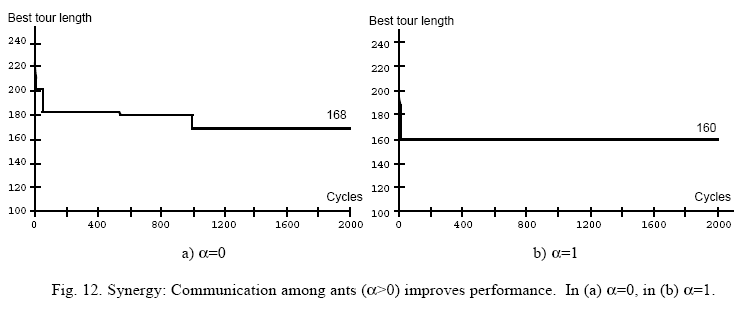 Best tour length
240
220
200
180
160
140
120
100
168
Cycles
0 400 800 1200 1600 2000
a) α=0
Best tour length
240
220
200
180
160
140
120
100
160
Cycles
0 400 800 1200 1600 2000
b) α=1
Fig. 12. Synergy: Communication among ants (α>0) improves performance. In (a) α=0, in (b) α=1.